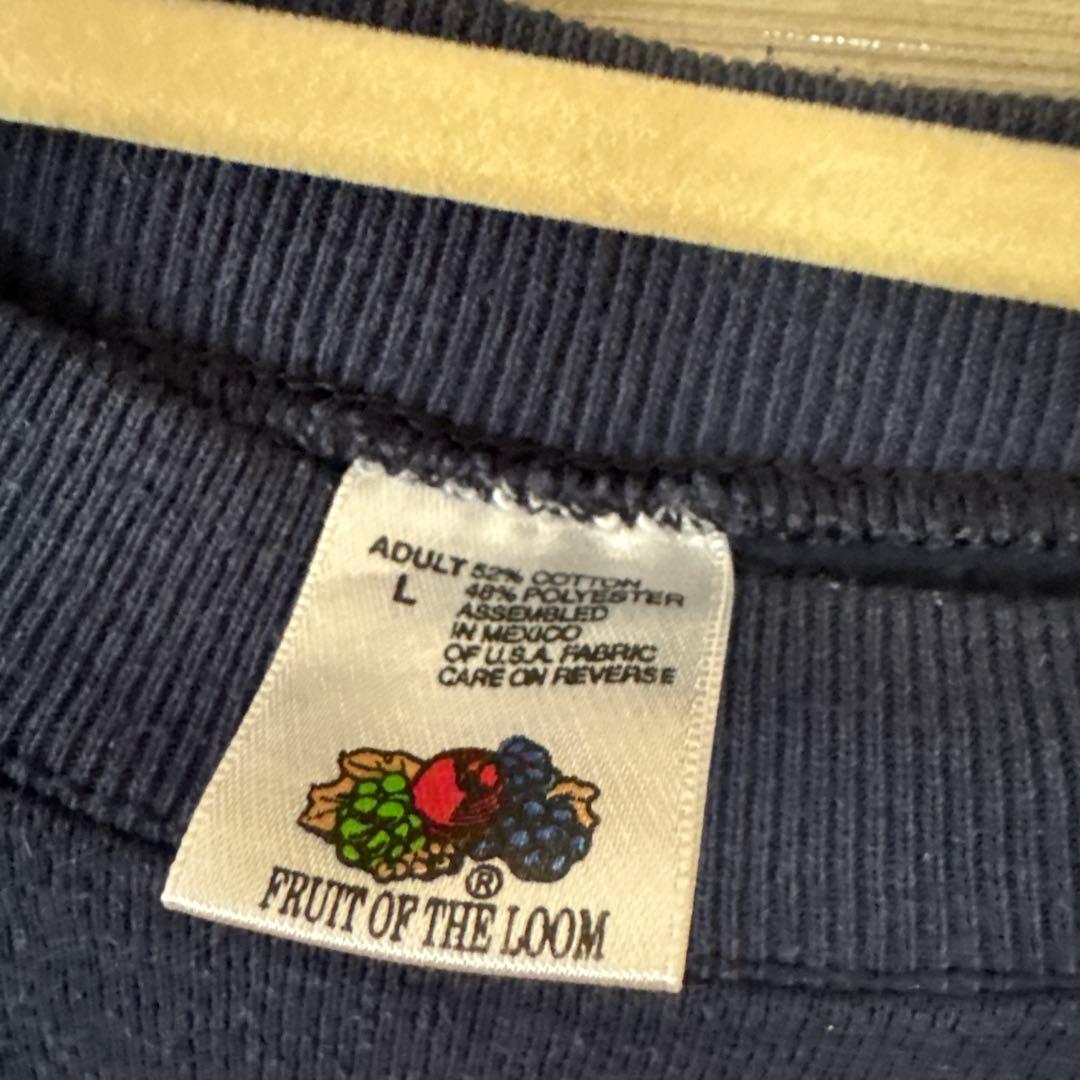 ADULT
L
52% COTTON
48% POLYESTER
ASSEMBLED
IN MEXICO
OF U.S.A. FABRIC
CARE ON REVERSE
®
FRUIT OF THE LOOM